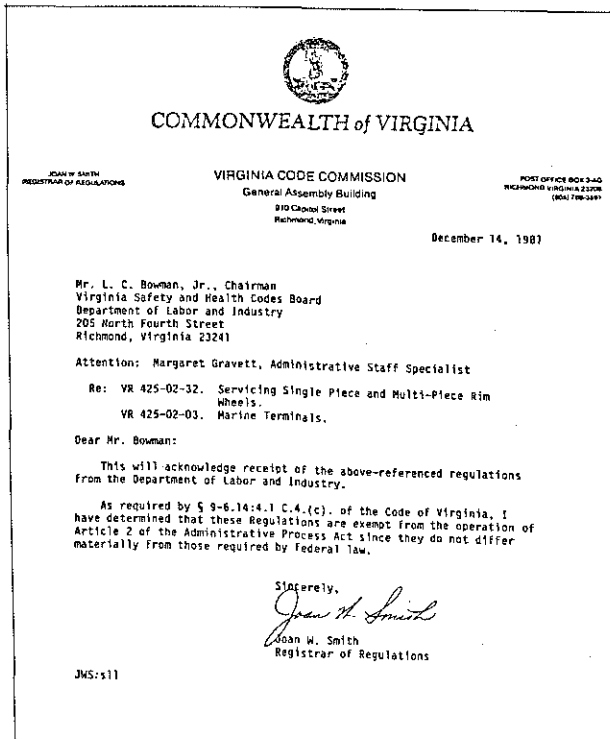 COMMONWEALTH of VIRGINIA
JOAN W. SMITH
REGISTRAR OF REGULATIONS
VIRGINIA CODE COMMISSION
General Assembly Building
910 Capitol Street
Richmond, Virginia
POST OFFICE BOX 3-AG
RICHMOND VIRGINIA 23208
(804) 786-3591
December 14, 1987
Mr. L. C. Bowman, Jr., Chairman
Virginia Safety and Health Codes Board
Department of Labor and Industry
205 North Fourth Street
Richmond, Virginia 23241
Attention: Margaret Gravett, Administrative Staff Specialist
Re: VR 425-02-32. Servicing Single Piece and Multi-Piece Rim
Wheels.
VR 425-02-03. Marine Terminals.
Dear Mr. Bowman:
This will acknowledge receipt of the above-referenced regulations
from the Department of Labor and Industry.
As required by § 9-6.14:4.1 C.4.(c). of the Code of Virginia, I
have determined that these Regulations are exempt from the operation of
Article 2 of the Administrative Process Act since they do not differ
materially from those required by Federal law.
Sincerely,
Joan W. Smith
Joan W. Smith
Registrar of Regulations
JWS:sll